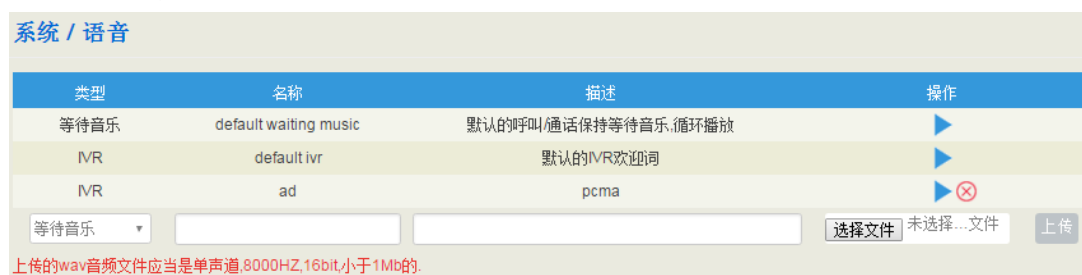 系统 / 语音
类型 名称 描述 操作
等待音乐 default waiting music 默认的呼叫/通话保持等待音乐,循环播放
IVR default ivr 默认的IVR欢迎词
IVR ad pcma
等待音乐 选择文件 未选择...文件 上传
上传的wav音频文件应当是单声道,8000HZ,16bit,小于1Mb的.